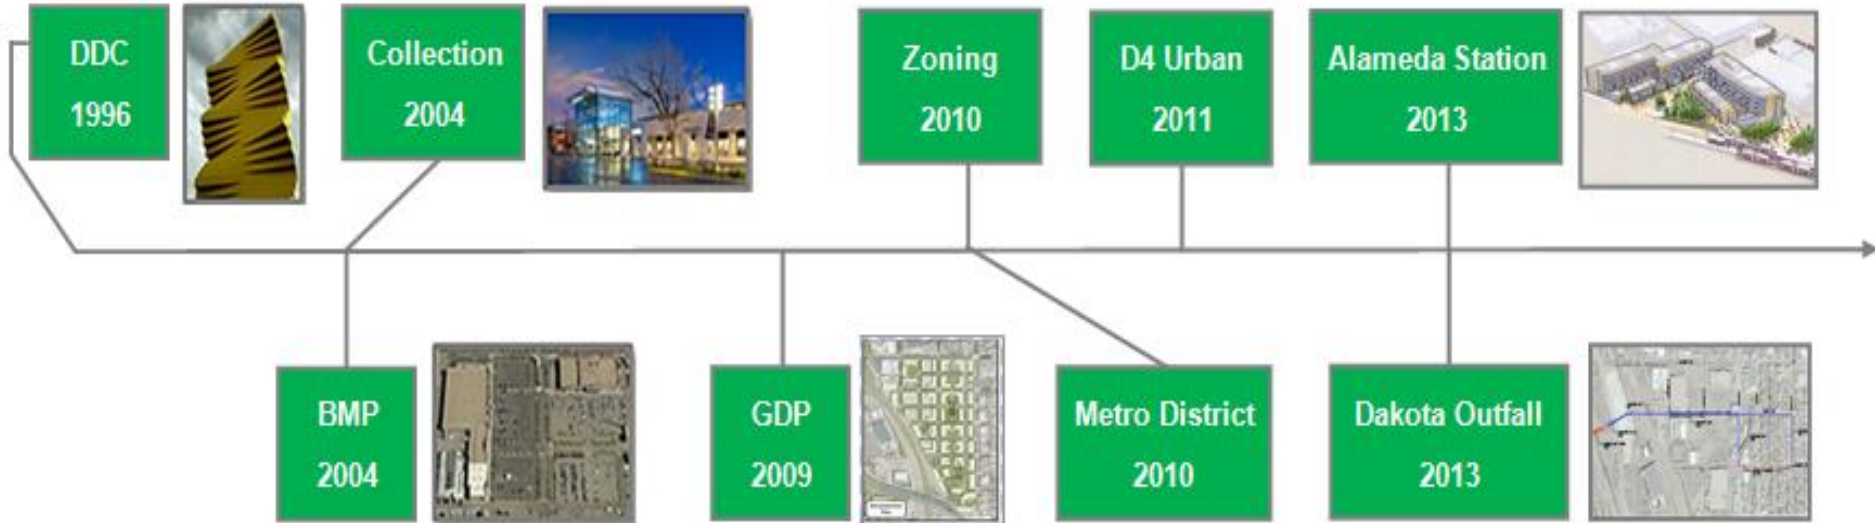 DDC
1996
Collection
2004
Zoning
2010
D4 Urban
2011
Alameda Station
2013
BMP
2004
GDP
2009
Metro District
2010
Dakota Outfall
2013